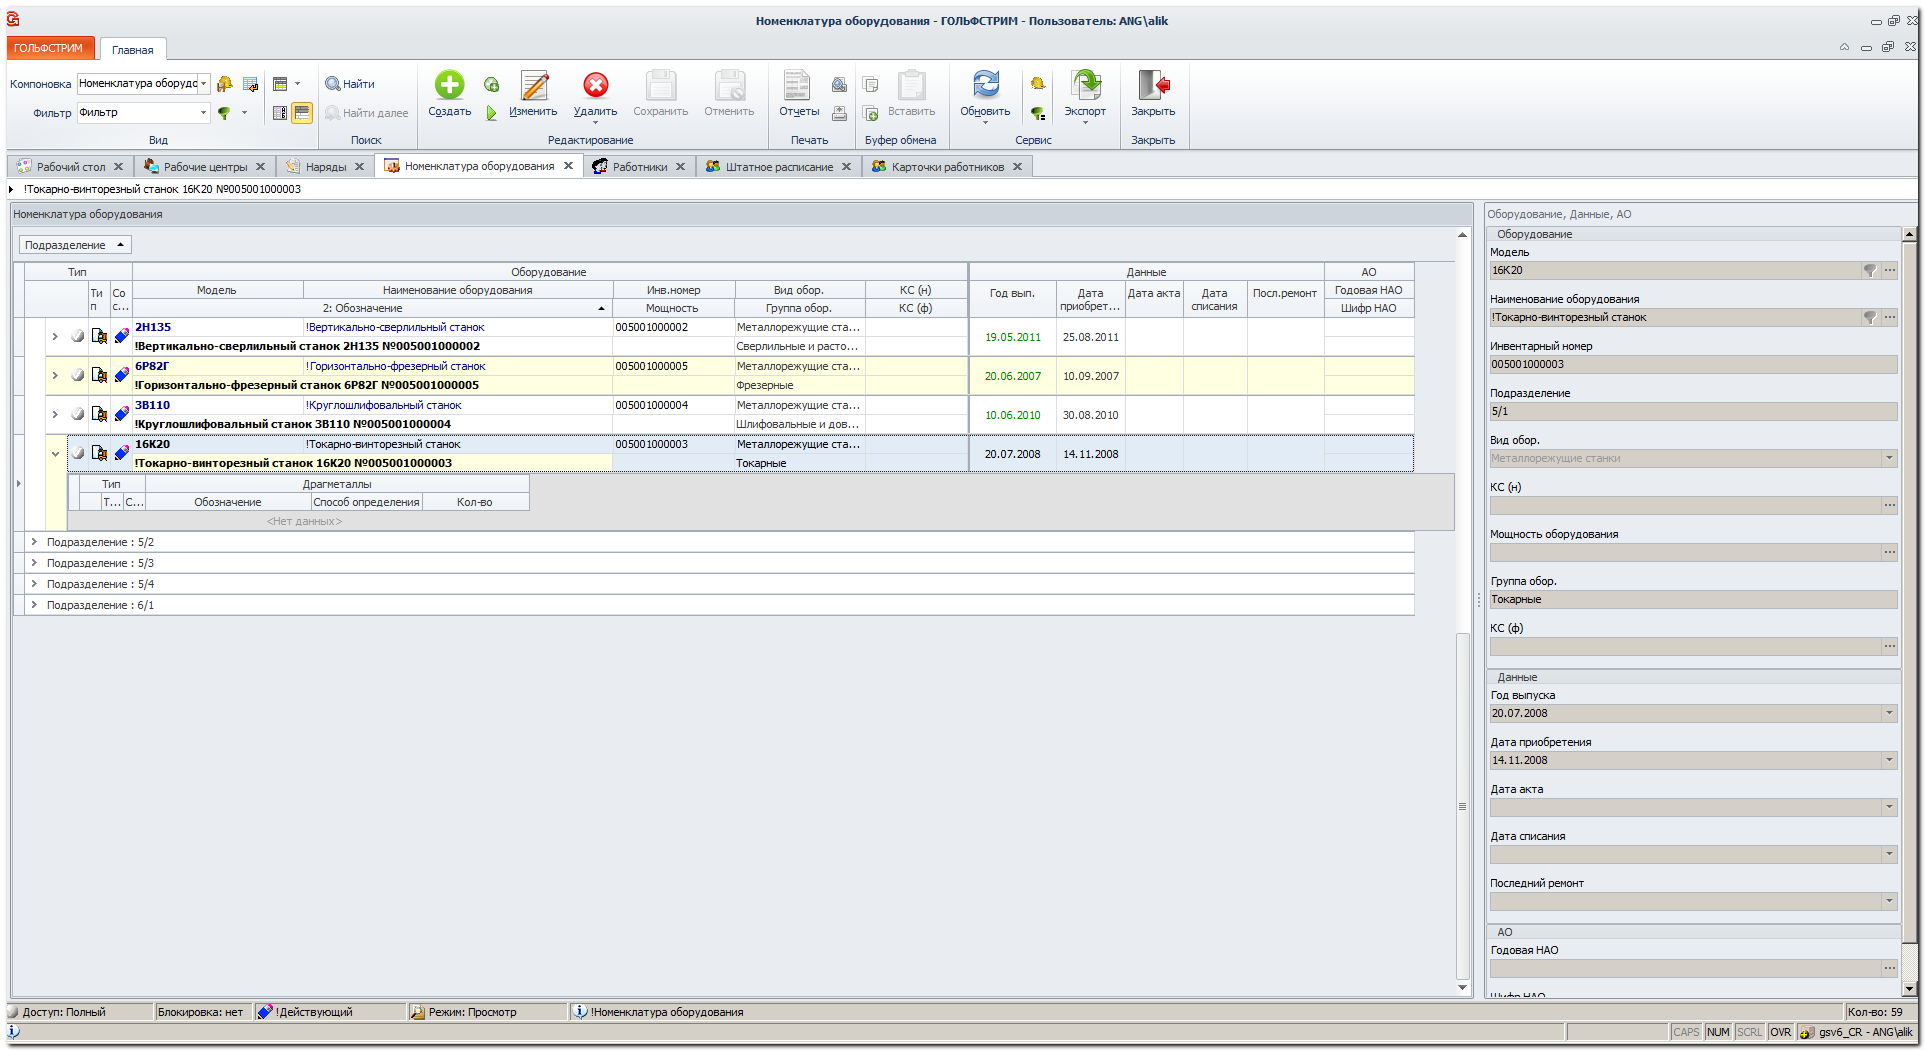 Номенклатура оборудования - ГОЛЬФСТРИМ - Пользователь: ANG\alik
ГОЛЬФСТРИМ Главная
Компоновка Номенклатура оборудо
Фильтр Фильтр
Вид
Найти
Найти далее
Поиск
Создать Изменить Удалить Сохранить Отменить
Редактирование
Отчеты
Печать
Вставить
Буфер обмена
Обновить Экспорт
Сервис
Закрыть
Закрыть
Рабочий стол Рабочие центры Наряды Номенклатура оборудования Работники Штатное расписание Карточки работников
!Токарно-винторезный станок 16К20 №005001000003
Номенклатура оборудования
Подразделение
Тип Оборудование Данные АО
Ти п Со с... Модель Наименование оборудования Инв.номер Вид обор. КС (н) Год вып. Дата приобрет... Дата акта Дата списания Посл.ремонт Годовая НАО
2: Обозначение Мощность Группа обор. КС (ф) Шифр НАО
2Н135 !Вертикально-сверлильный станок 005001000002 Металлорежущие ста... 19.05.2011 25.08.2011
!Вертикально-сверлильный станок 2Н135 №005001000002 Сверлильные и расто...
6Р82Г !Горизонтально-фрезерный станок 005001000005 Металлорежущие ста... 20.06.2007 10.09.2007
!Горизонтально-фрезерный станок 6Р82Г №005001000005 Фрезерные
3В110 !Круглошлифовальный станок 005001000004 Металлорежущие ста... 10.06.2010 30.08.2010
!Круглошлифовальный станок 3В110 №005001000004 Шлифовальные и дов...
16К20 !Токарно-винторезный станок 005001000003 Металлорежущие ста... 20.07.2008 14.11.2008
!Токарно-винторезный станок 16К20 №005001000003 Токарные
Тип Драгметаллы
Т... С... Обозначение Способ определения Кол-во
<Нет данных>
Подразделение : 5/2
Подразделение : 5/3
Подразделение : 5/4
Подразделение : 6/1
Оборудование, Данные, АО
Оборудование
Модель
16К20
Наименование оборудования
!Токарно-винторезный станок
Инвентарный номер
005001000003
Подразделение
5/1
Вид обор.
Металлорежущие станки
КС (н)
Мощность оборудования
Группа обор.
Токарные
КС (ф)
Данные
Год выпуска
20.07.2008
Дата приобретения
14.11.2008
Дата акта
Дата списания
Последний ремонт
АО
Годовая НАО
Шифр НАО
Доступ: Полный Блокировка: нет !Действующий Режим: Просмотр !Номенклатура оборудования Кол-во: 59
CAPS NUM SCRL OVR gsv6_CR - ANG\alik